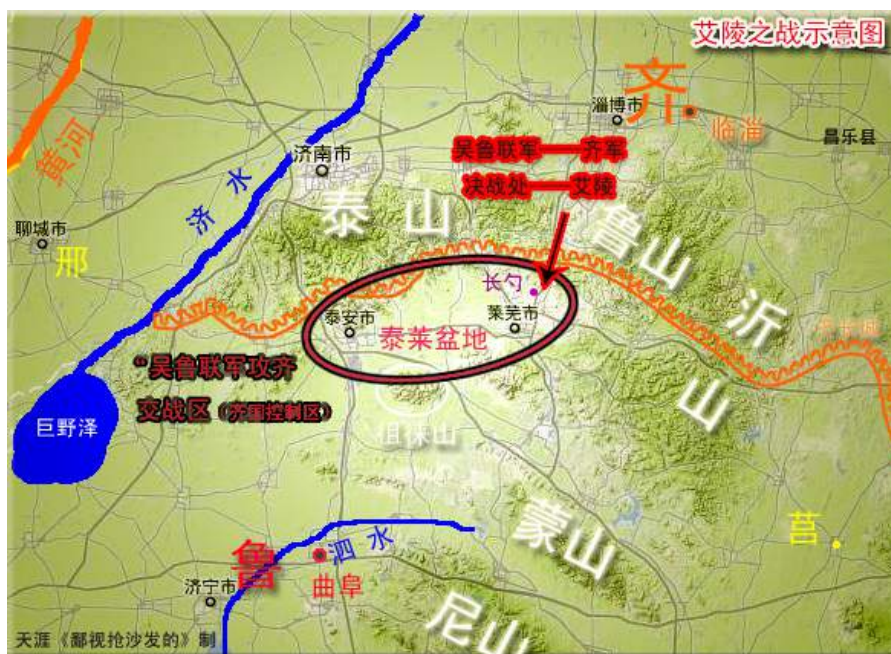 艾陵之战示意图
齐
淄博市
临淄
昌乐县
黄河
济水
济南市
吴鲁联军——齐军
决战处——艾陵
泰山
鲁山
沂山
聊城市
邢
长勺
泰安市
莱芜市
泰莱盆地
齐长城
"吴鲁联军攻齐
交战区（齐国控制区）
巨野泽
徂徕山
蒙山
莒
鲁
泗水
曲阜
济宁市
尼山
天涯《鄙视抢沙发的》制